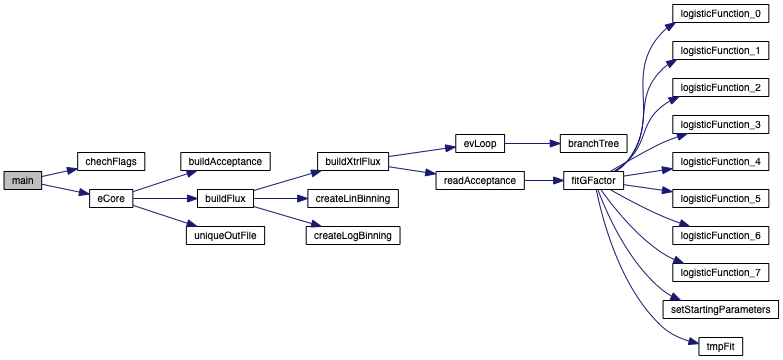 main
chechFlags
eCore
buildAcceptance
buildFlux
uniqueOutFile
buildXtrlFlux
createLinBinning
createLogBinning
evLoop
readAcceptance
branchTree
fitGFactor
logisticFunction_0
logisticFunction_1
logisticFunction_2
logisticFunction_3
logisticFunction_4
logisticFunction_5
logisticFunction_6
logisticFunction_7
setStartingParameters
tmpFit